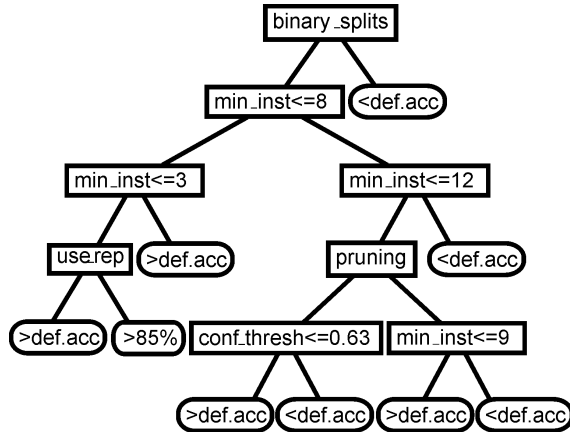 binary_splits
min_inst<=8
<def.acc
min_inst<=3
min_inst<=12
use_rep
>def.acc
pruning
<def.acc
>def.acc
>85%
conf_thresh<=0.63
min_inst<=9
>def.acc
<def.acc
>def.acc
<def.acc